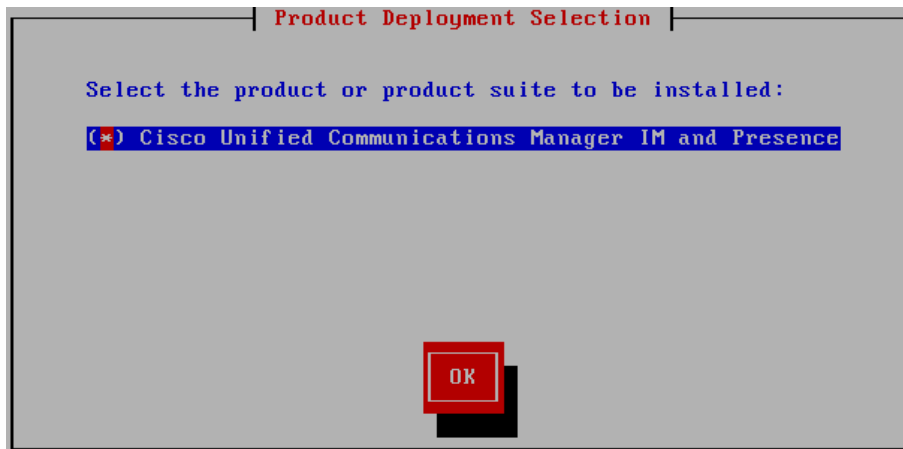 Product Deployment Selection
Select the product or product suite to be installed:
(*) Cisco Unified Communications Manager IM and Presence
OK